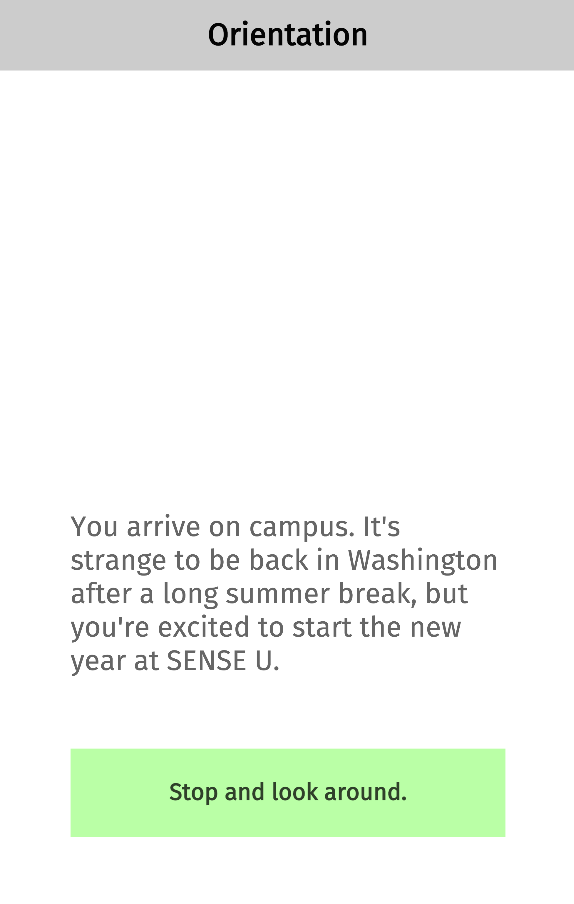 Orientation
You arrive on campus. It's
strange to be back in Washington
after a long summer break, but
you're excited to start the new
year at SENSE U.
Stop and look around.